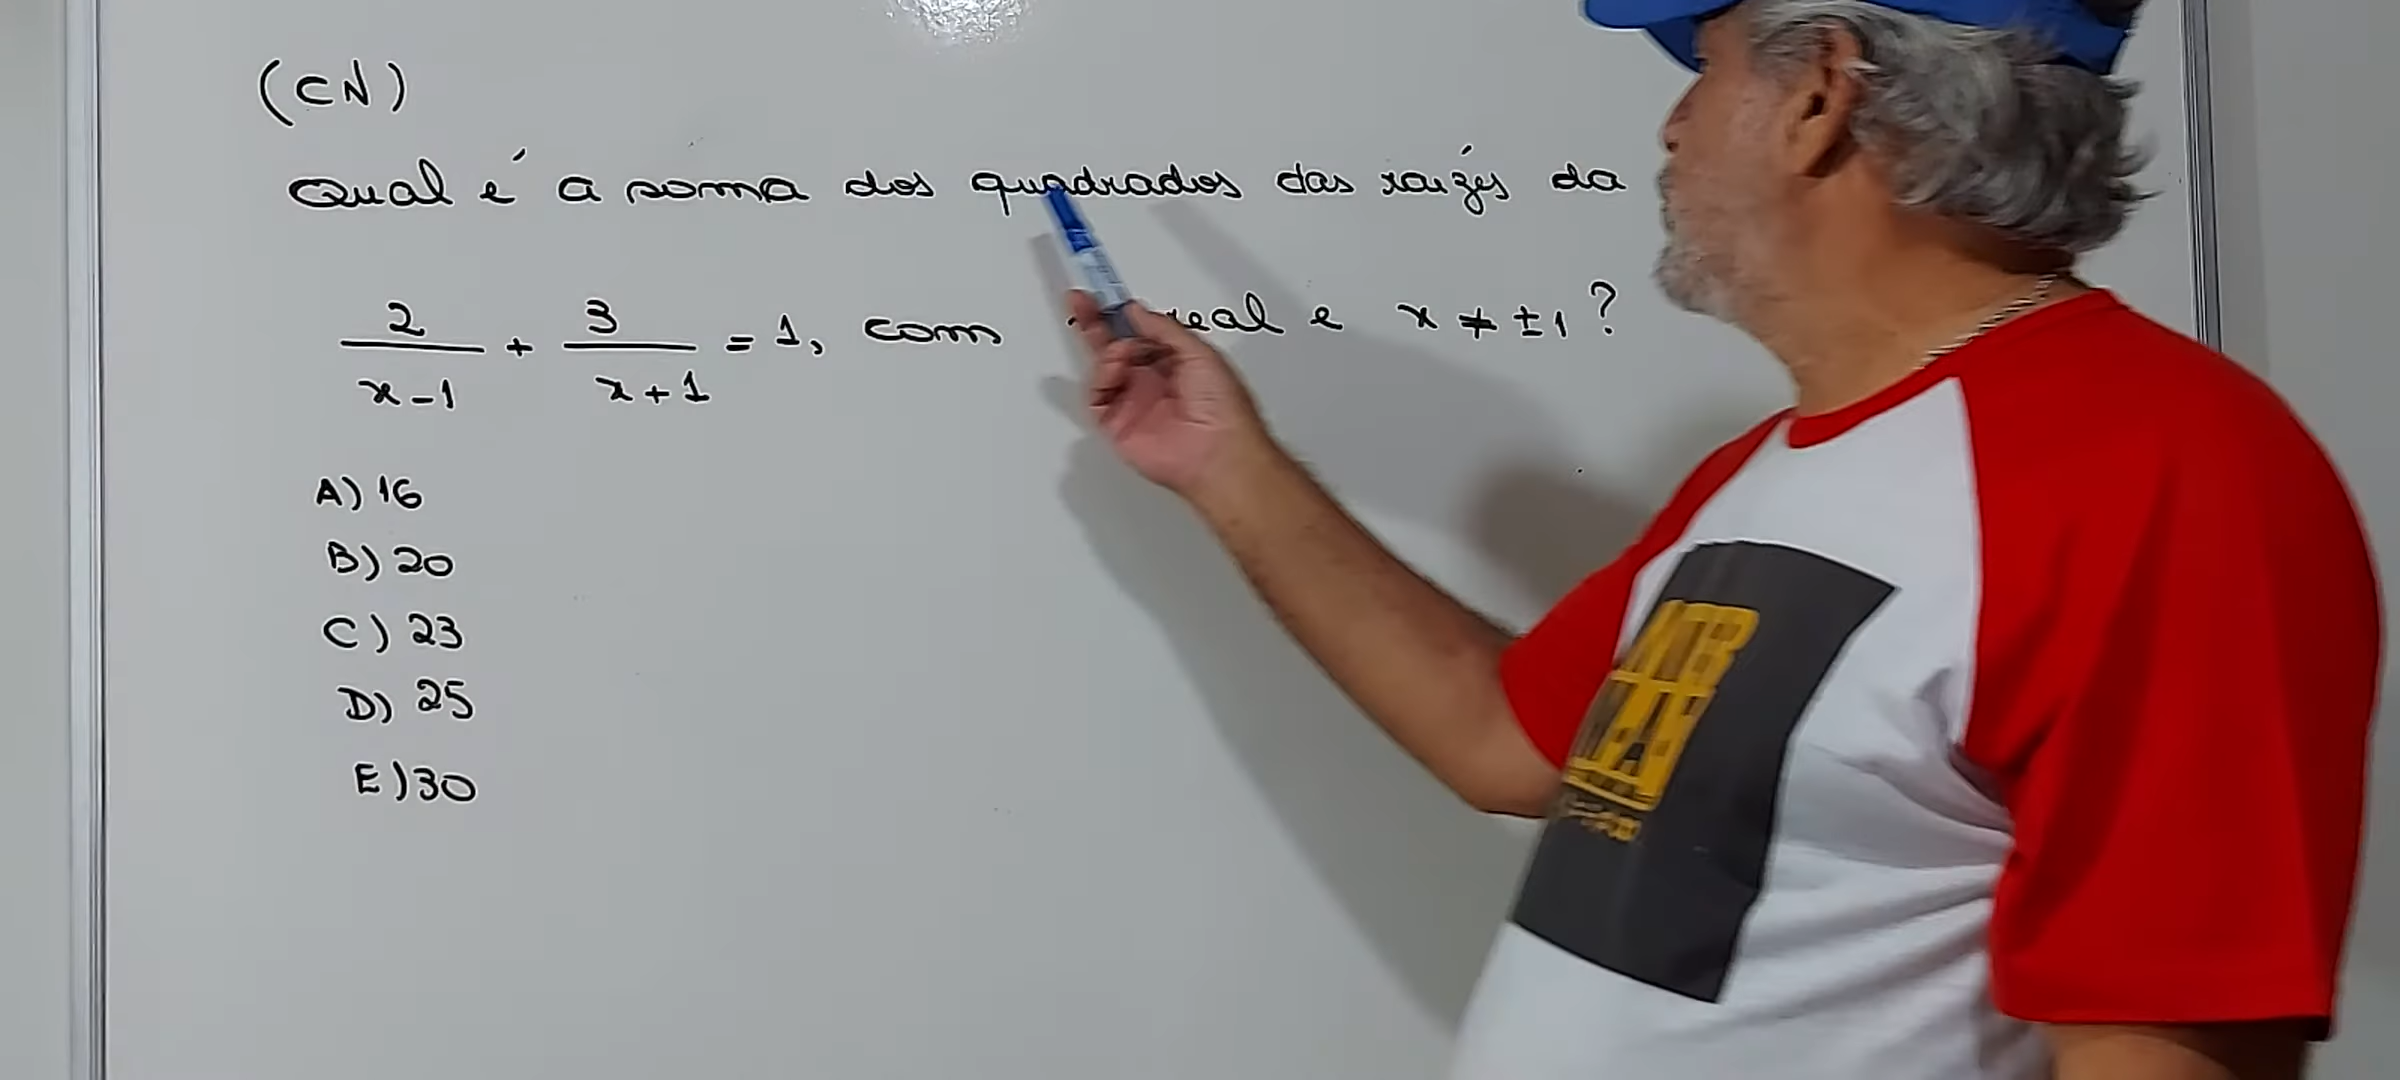 (CN)
Qual é a soma dos quadrados das raízes da
2/(x-1) + 3/(x+1) = 1, com real e x ≠ ±1?
A) 16
B) 20
C) 23
D) 25
E) 30